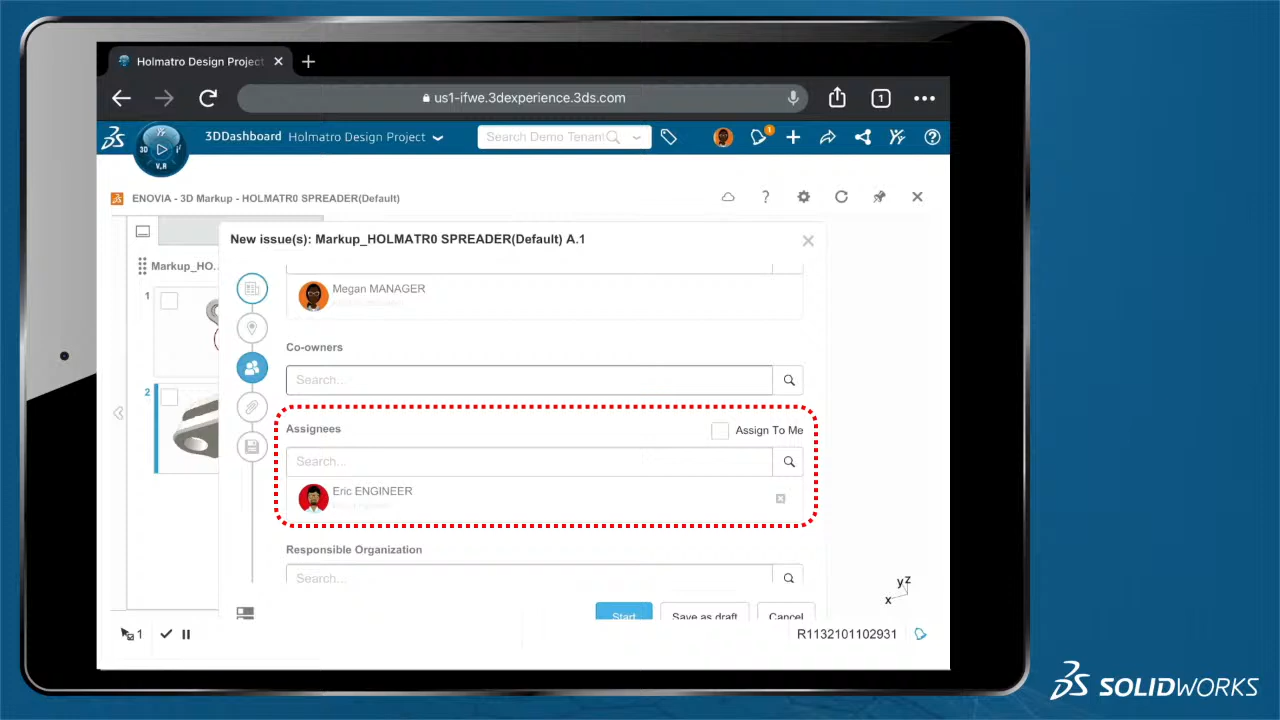 Holmatro Design Project
us1-ifwe.3dexperience.3ds.com
1
3DDashboard Holmatro Design Project
Search Demo Tenant
1
3D
V,R
ENOVIA - 3D Markup - HOLMATR0 SPREADER(Default)
New issue(s): Markup_HOLMATR0 SPREADER(Default) A.1
Markup_HO...
1
2
Megan MANAGER
Co-owners
Search...
Assignees
Assign To Me
Search...
Eric ENGINEER
Responsible Organization
Search...
Start Save as draft Cancel
y z
x
1
R1132101102931
SOLIDWORKS